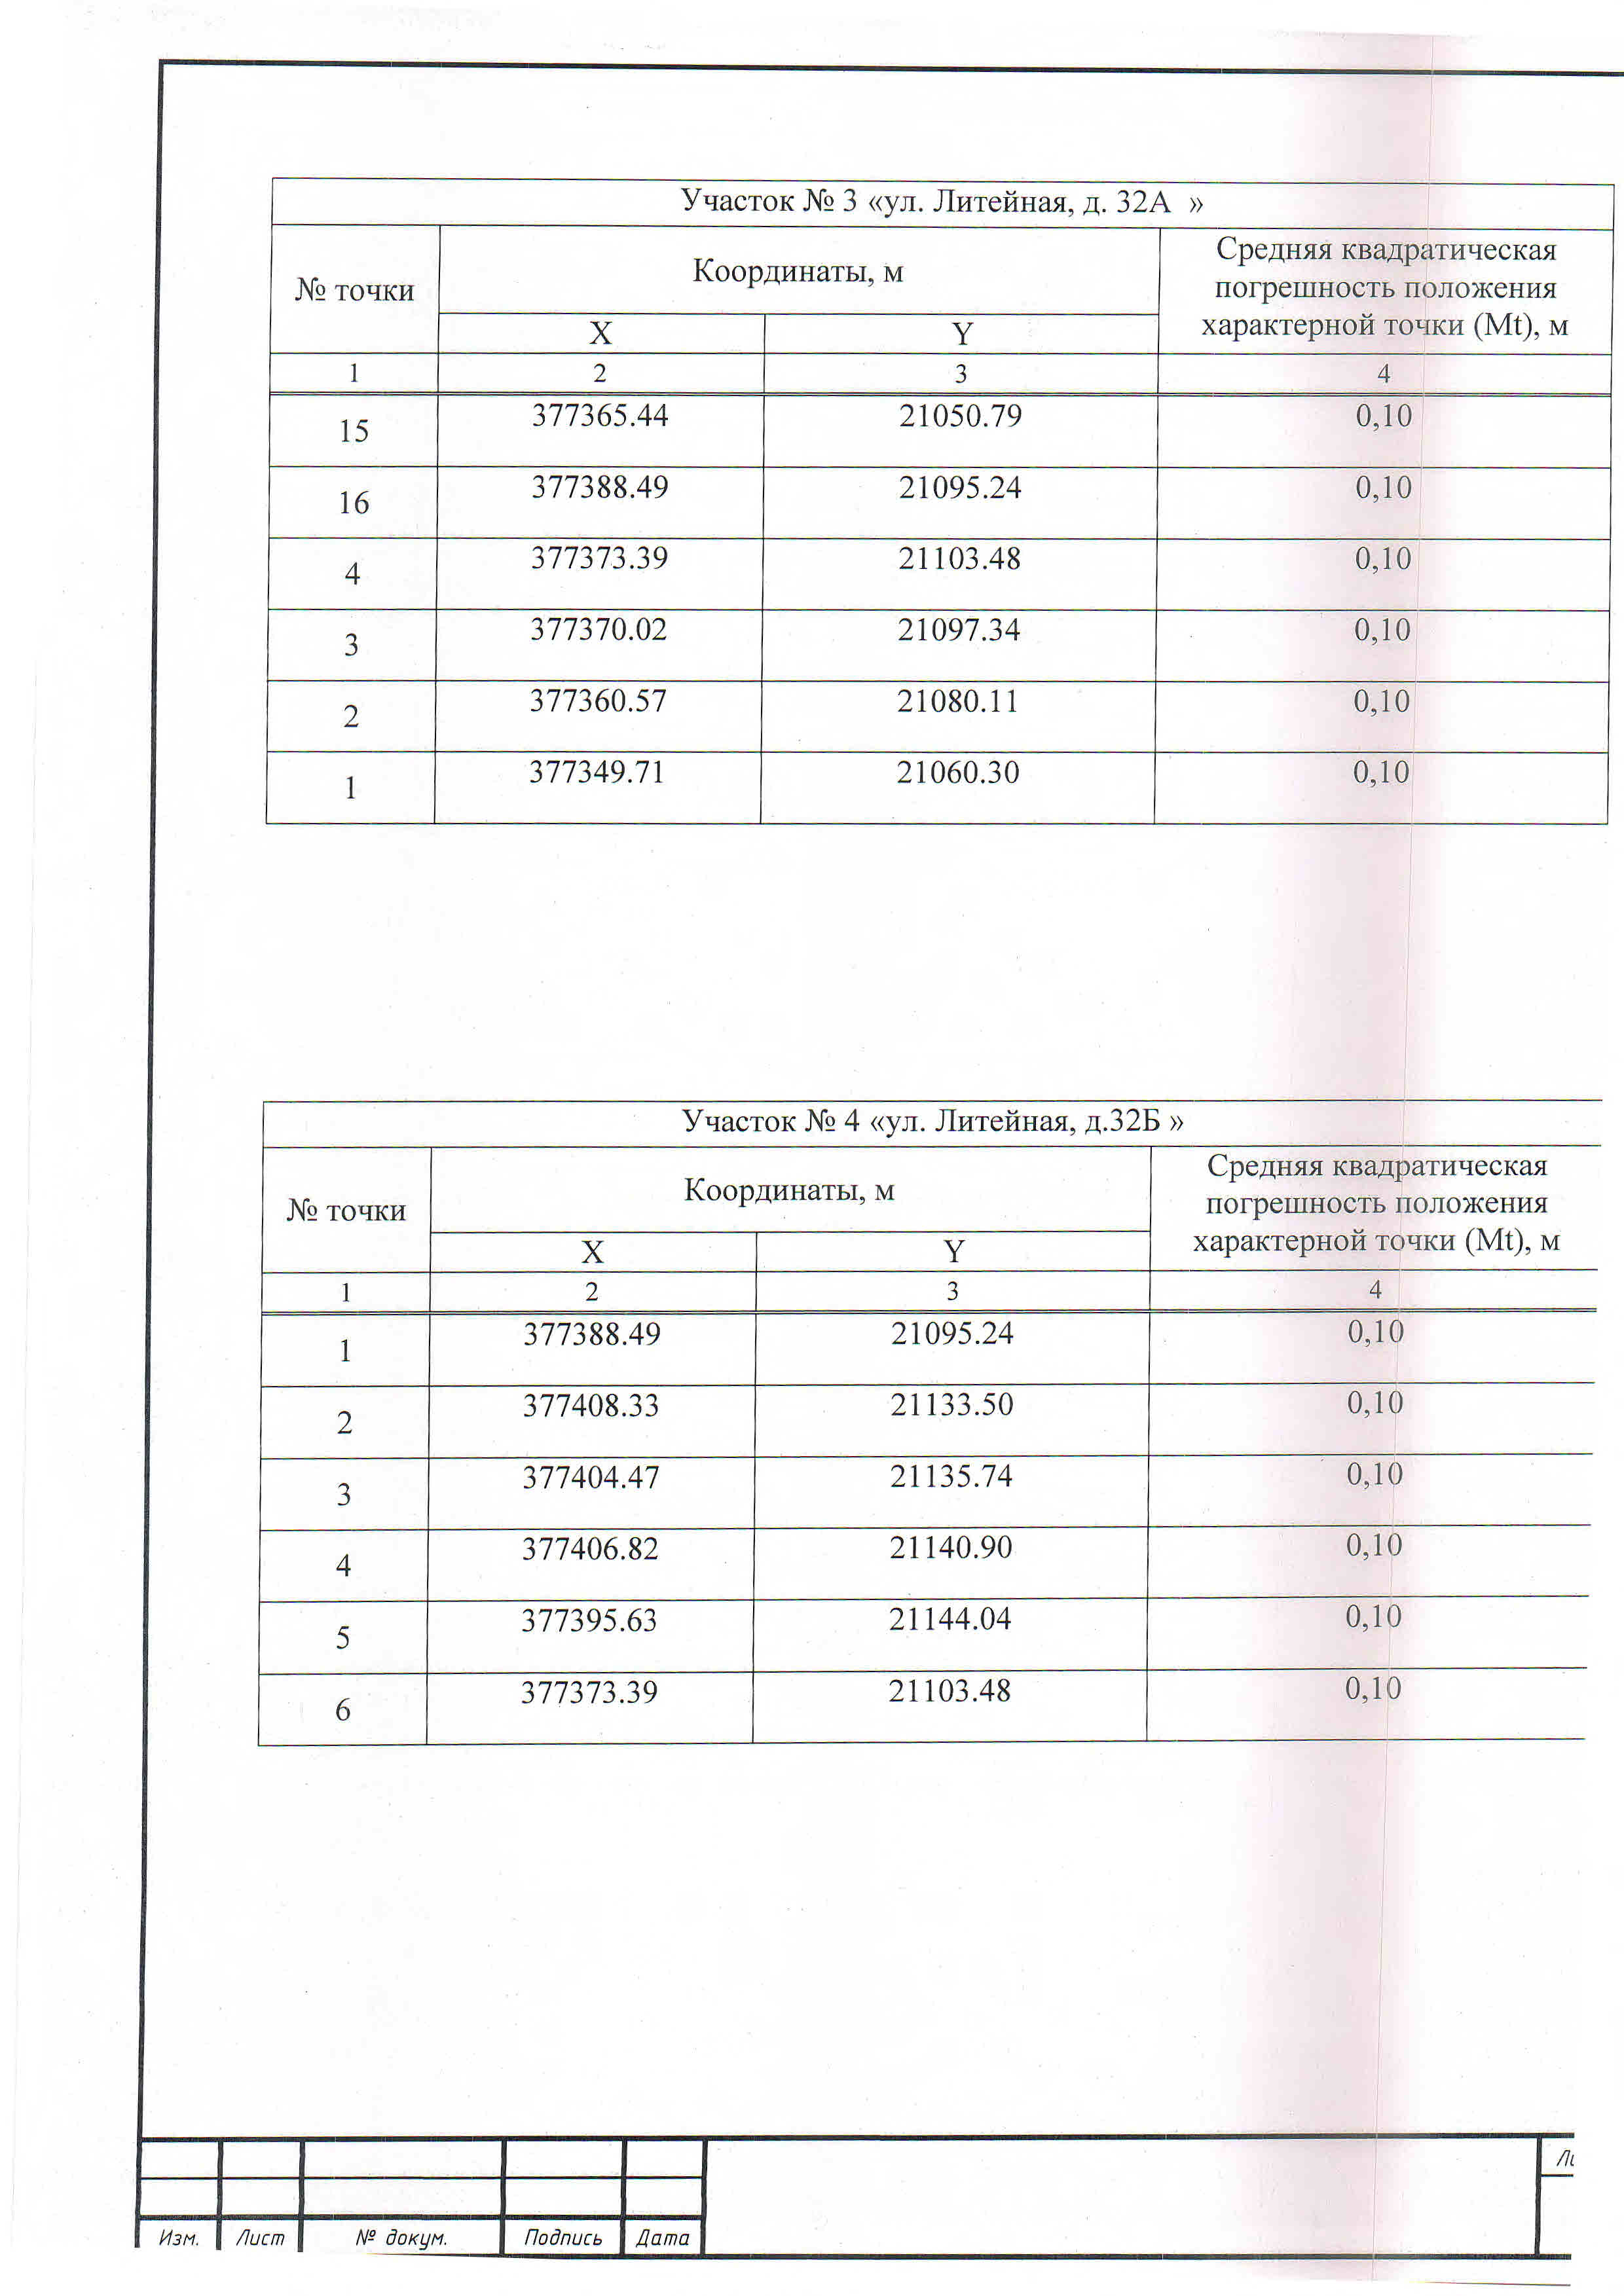 Участок № 3 «ул. Литейная, д. 32А »
№ точки Координаты, м Средняя квадратическая
погрешность положения
характерной точки (Mt), м
X Y
1 2 3 4
15 377365.44 21050.79 0,10
16 377388.49 21095.24 0,10
4 377373.39 21103.48 0,10
3 377370.02 21097.34 0,10
2 377360.57 21080.11 0,10
1 377349.71 21060.30 0,10
Участок № 4 «ул. Литейная, д.32Б »
№ точки Координаты, м Средняя квадратическая
погрешность положения
характерной точки (Mt), м
X Y
1 2 3 4
1 377388.49 21095.24 0,10
2 377408.33 21133.50 0,10
3 377404.47 21135.74 0,10
4 377406.82 21140.90 0,10
5 377395.63 21144.04 0,10
6 377373.39 21103.48 0,10
Изм. Лист № докум. Подпись Дата